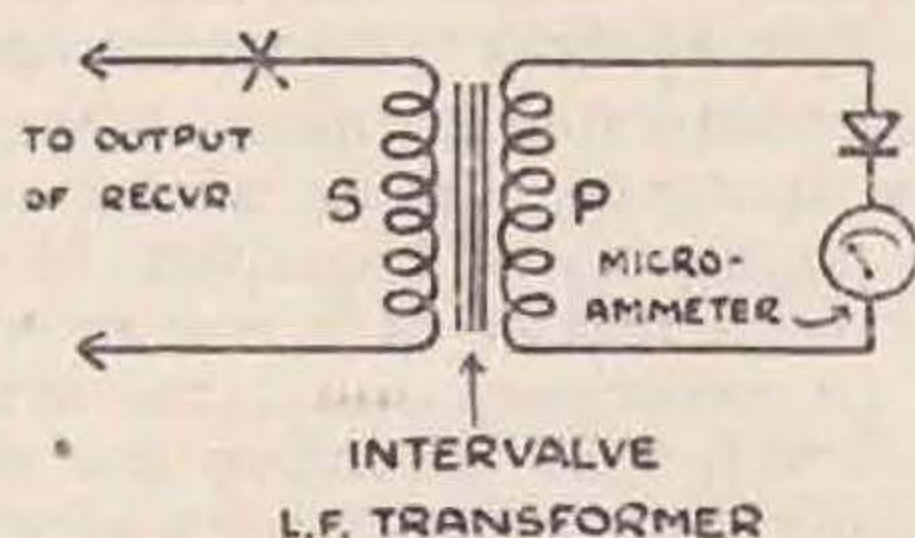 TO OUTPUT
OF RECVR.
S
P
MICRO-
AMMETER
INTERVALVE
L.F. TRANSFORMER